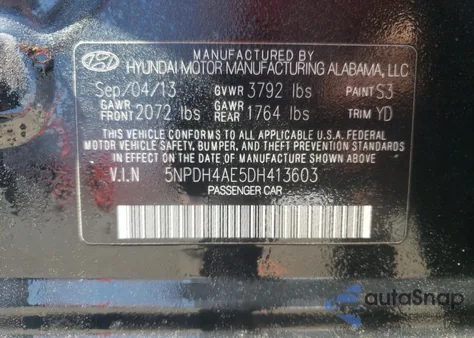 MANUFACTURED BY
HYUNDAI MOTOR MANUFACTURING ALABAMA, LLC
Sep/04/13 GVWR 3792 lbs PAINT S3
GAWR FRONT 2072 lbs GAWR REAR 1764 lbs TRIM YD
THIS VEHICLE CONFORMS TO ALL APPLICABLE U.S.A. FEDERAL
MOTOR VEHICLE SAFETY, BUMPER, AND THEFT PREVENTION STANDARDS
IN EFFECT ON THE DATE OF MANUFACTURE SHOWN ABOVE.
V.I.N 5NPDH4AE5DH413603
PASSENGER CAR
autoSnap